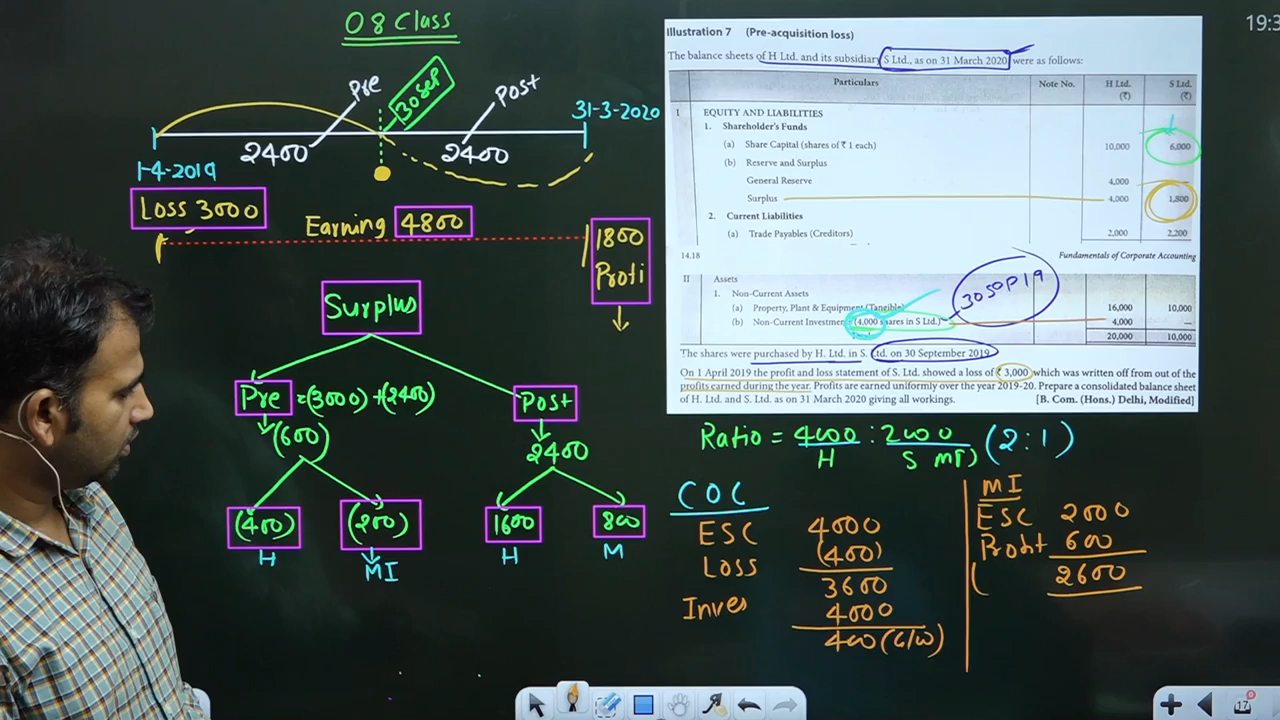 08 Class
19:3
Pre
30 Sep
Post
31-3-2020
2400
2400
1-4-2019
Loss 3000
Earning 4800
1800
Profi
Surplus
Pre = (3000) + (2400)
Post
(600)
2400
(400)
(200)
1600
800
H
MI
H
M
Illustration 7 (Pre-acquisition loss)
The balance sheets of H Ltd. and its subsidiary S Ltd., as on 31 March 2020 were as follows:
Particulars Note No. H Ltd. S Ltd.
(₹) (₹)
I EQUITY AND LIABILITIES
1. Shareholder's Funds
(a) Share Capital (shares of ₹ 1 each) 10,000 6,000
(b) Reserve and Surplus
General Reserve 4,000
Surplus 4,000 1,800
2. Current Liabilities
(a) Trade Payables (Creditors) 2,000 2,200
14.18 Fundamentals of Corporate Accounting
II Assets
1. Non-Current Assets
(a) Property, Plant & Equipment (Tangible) 16,000 10,000
(b) Non-Current Investment (4,000 shares in S Ltd.) 4,000 —
20,000 10,000
30 Sep 19
The shares were purchased by H. Ltd. in S. Ltd. on 30 September 2019
On 1 April 2019 the profit and loss statement of S. Ltd. showed a loss of ₹ 3,000 which was written off from out of the
profits earned during the year. Profits are earned uniformly over the year 2019-20. Prepare a consolidated balance sheet
of H. Ltd. and S. Ltd. as on 31 March 2020 giving all workings. [B. Com. (Hons.) Delhi, Modified]
Ratio = 4000 : 2000 (2:1)
H S MI)
COC
ESC 4000
Loss (400)
3600
Inves 4000
400 (G/W)
MI
ESC 2000
Profit 600
2600
17